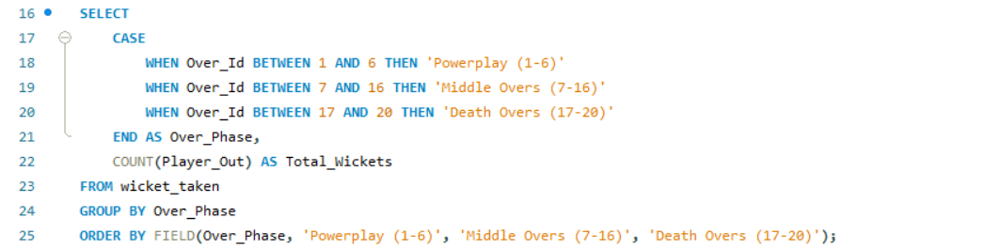 16 SELECT
17 CASE
18 WHEN Over_Id BETWEEN 1 AND 6 THEN 'Powerplay (1-6)'
19 WHEN Over_Id BETWEEN 7 AND 16 THEN 'Middle Overs (7-16)'
20 WHEN Over_Id BETWEEN 17 AND 20 THEN 'Death Overs (17-20)'
21 END AS Over_Phase,
22 COUNT(Player_Out) AS Total_Wickets
23 FROM wicket_taken
24 GROUP BY Over_Phase
25 ORDER BY FIELD(Over_Phase, 'Powerplay (1-6)', 'Middle Overs (7-16)', 'Death Overs (17-20)');